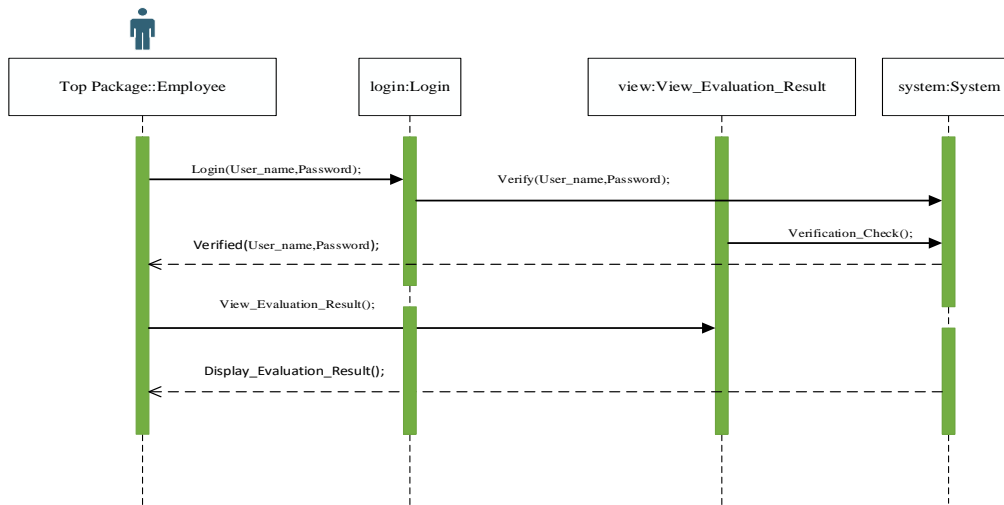 Top Package::Employee
login:Login
view:View_Evaluation_Result
system:System
Login(User_name,Password);
Verify(User_name,Password);
Verification_Check();
Verified(User_name,Password);
View_Evaluation_Result();
Display_Evaluation_Result();